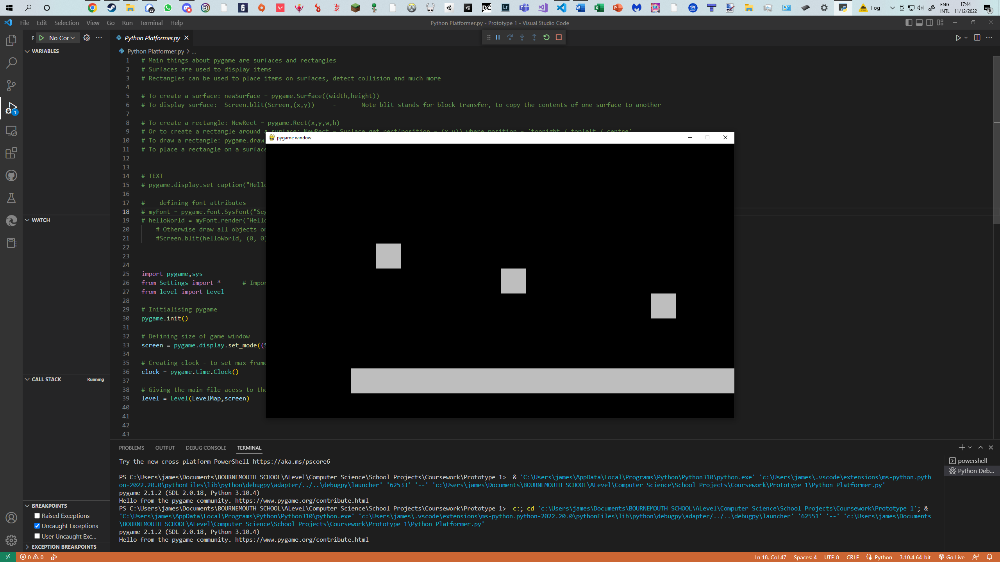 Fog
ENG
INTL
17:44
11/12/2022
8
28
File Edit Selection View Go Run Terminal Help
Python Platformer.py - Prototype 1 - Visual Studio Code
No Cor
Python Platformer.py
VARIABLES
Python Platformer.py > ...
1 # Main things about pygame are surfaces and rectangles
2 # Surfaces are used to display items
3 # Rectangles can be used to place items on surfaces, detect collision and much more
4
5 # To create a surface: newSurface = pygame.Surface((width,height))
6 # To display surface:  Screen.blit(Screen,(x,y))     -       Note blit stands for block transfer, to copy the contents of one surface to another
7
8 # To create a rectangle: NewRect = pygame.Rect(x,y,w,h)
9 # Or to create a rectangle around a surface: NewRect = Surface.get_rect(position = (x,y)) where position = 'topright / topleft / centre'
10 # To draw a rectangle: pygame.draw.
11 # To place a rectangle on a surface
12
13
14 # TEXT
15 # pygame.display.set_caption("Hello
16
17 #    defining font attributes
18 # myFont = pygame.font.SysFont("Seg
19 # helloWorld = myFont.render("Hello
20 # Otherwise draw all objects on
21 #Screen.blit(helloWorld, (0, 0)
22
23
24
25 import pygame,sys
26 from Settings import *      # Impor
27 from level import Level
28
29 # Initialising pygame
30 pygame.init()
31
32 # Defining size of game window
33 screen = pygame.display.set_mode((S
34
35 # Creating clock - to set max frame
36 clock = pygame.time.Clock()
37
38 # Giving the main file acess to the
39 level = Level(LevelMap,screen)
40
41
42
43
pygame window
1
WATCH
CALL STACK Running
BREAKPOINTS
Raised Exceptions
Uncaught Exceptions
User Uncaught Exc...
EXCEPTION BREAKPOINTS
PROBLEMS OUTPUT DEBUG CONSOLE TERMINAL
Try the new cross-platform PowerShell https://aka.ms/pscore6
PS C:\Users\james\Documents\BOURNEMOUTH SCHOOL\ALevel\Computer Science\School Projects\Coursework\Prototype 1>  & 'C:\Users\james\AppData\Local\Programs\Python\Python310\python.exe' 'c:\Users\james\.vscode\extensions\ms-python.pyth
on-2022.20.0\pythonFiles\lib\python\debugpy\adapter/../..\debugpy\launcher' '62533' '--' 'c:\Users\james\Documents\BOURNEMOUTH SCHOOL\ALevel\Computer Science\School Projects\Coursework\Prototype 1\Python Platformer.py'
pygame 2.1.2 (SDL 2.0.18, Python 3.10.4)
Hello from the pygame community. https://www.pygame.org/contribute.html
PS C:\Users\james\Documents\BOURNEMOUTH SCHOOL\ALevel\Computer Science\School Projects\Coursework\Prototype 1>  c:; cd 'c:\Users\james\Documents\BOURNEMOUTH SCHOOL\ALevel\Computer Science\School Projects\Coursework\Prototype 1'; &
'C:\Users\james\AppData\Local\Programs\Python\Python310\python.exe' 'c:\Users\james\.vscode\extensions\ms-python.python-2022.20.0\pythonFiles\lib\python\debugpy\adapter/../..\debugpy\launcher' '62551' '--' 'c:\Users\james\Documents
\BOURNEMOUTH SCHOOL\ALevel\Computer Science\School Projects\Coursework\Prototype 1\Python Platformer.py'
pygame 2.1.2 (SDL 2.0.18, Python 3.10.4)
Hello from the pygame community. https://www.pygame.org/contribute.html
powershell
Python Deb...
0 0
Ln 18, Col 47 Spaces: 4 UTF-8 CRLF Python 3.10.4 64-bit Go Live